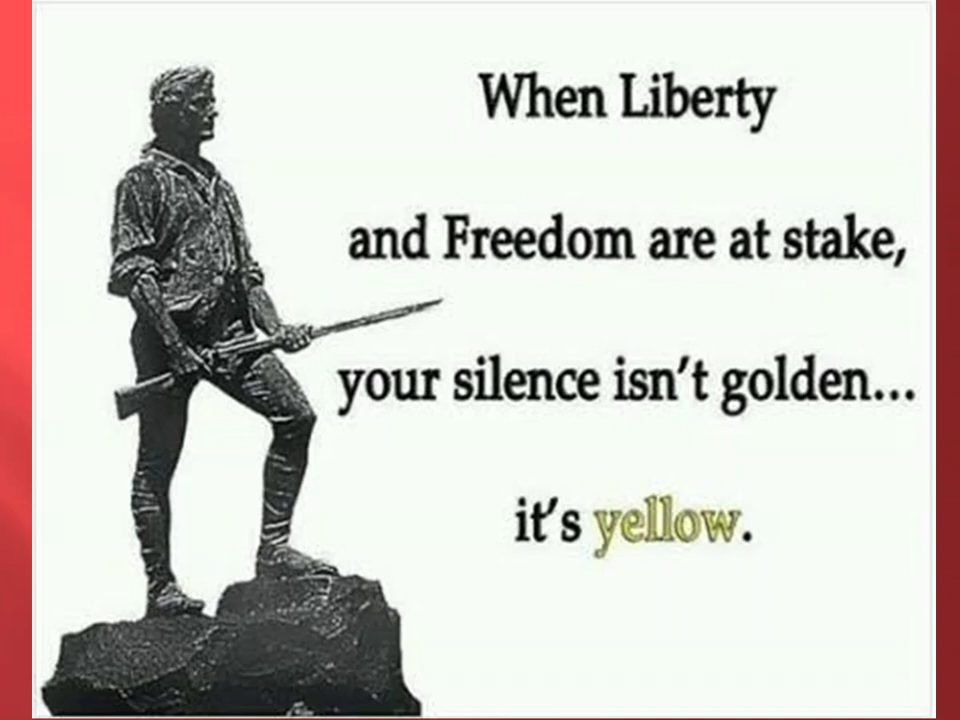 When Liberty
and Freedom are at stake,
your silence isn’t golden...
it’s yellow.